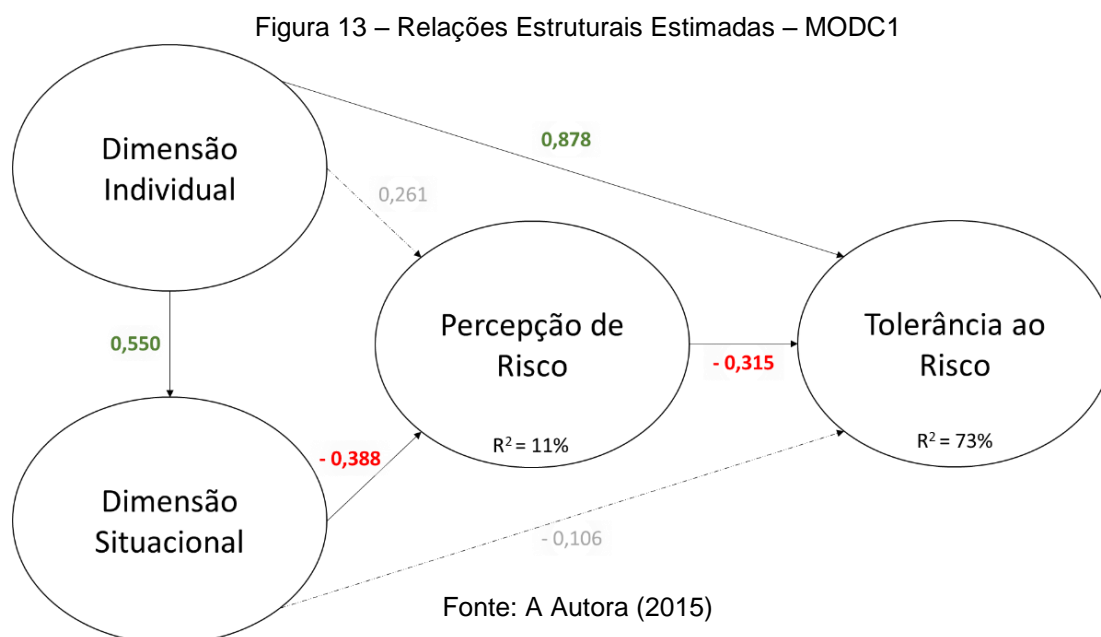 Figura 13 – Relações Estruturais Estimadas – MODC1
Dimensão
Individual
0,878
0,261
0,550
Percepção de
Risco
R² = 11%
- 0,315
Tolerância ao
Risco
R² = 73%
- 0,388
Dimensão
Situacional
- 0,106
Fonte: A Autora (2015)